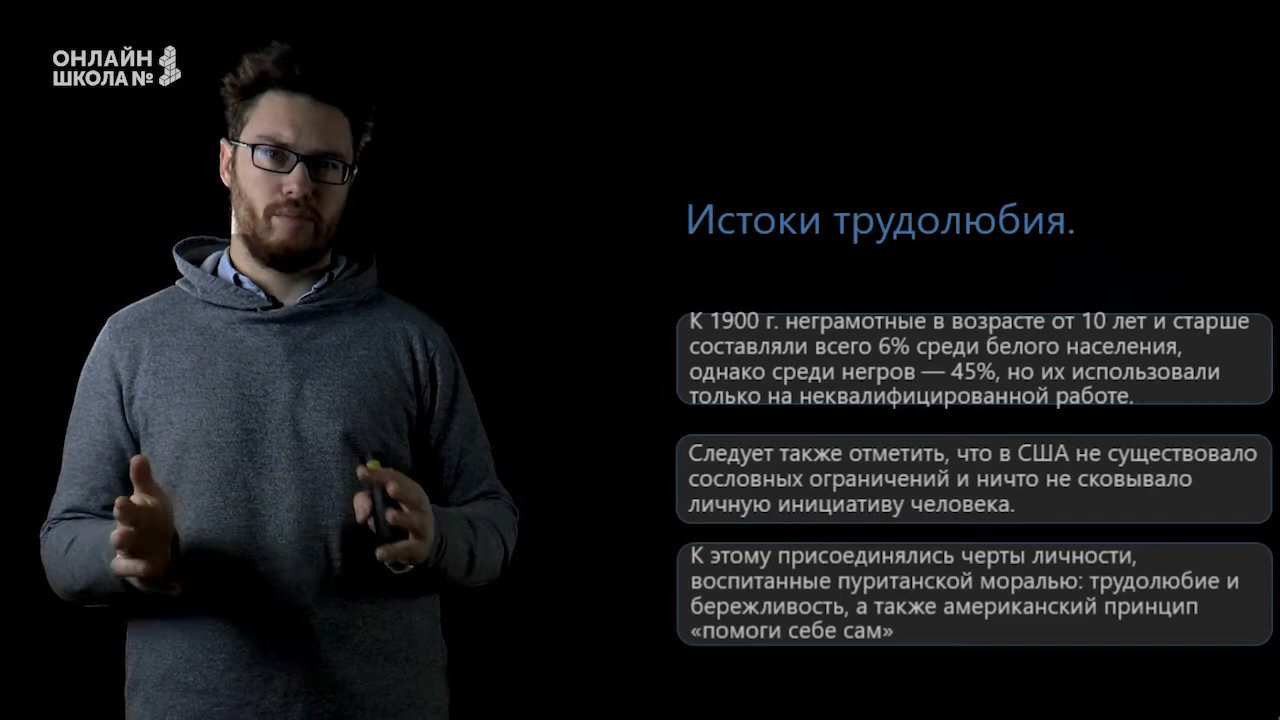 ОНЛАЙН
ШКОЛА №
Истоки трудолюбия.
К 1900 г. неграмотные в возрасте от 10 лет и старше
составляли всего 6% среди белого населения,
однако среди негров — 45%, но их использовали
только на неквалифицированной работе.
Следует также отметить, что в США не существовало
сословных ограничений и ничто не сковывало
личную инициативу человека.
К этому присоединялись черты личности,
воспитанные пуританской моралью: трудолюбие и
бережливость, а также американский принцип
«помоги себе сам»